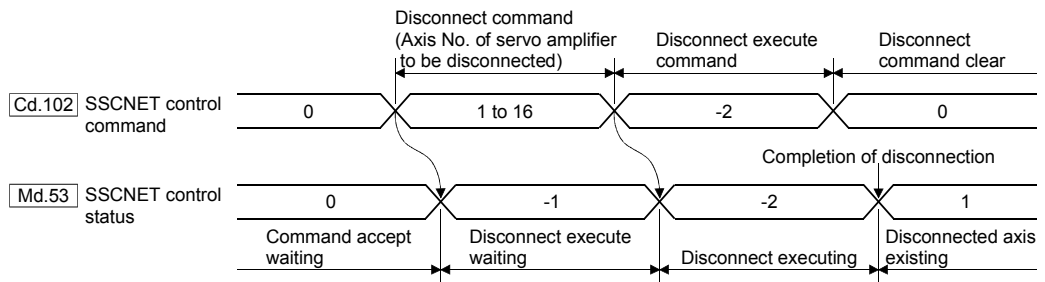 Disconnect command
(Axis No. of servo amplifier
to be disconnected)
Disconnect execute
command
Disconnect
command clear
Cd.102 SSCNET control
command
0
1 to 16
-2
0
Completion of disconnection
Md.53 SSCNET control
status
0
-1
-2
1
Command accept
waiting
Disconnect execute
waiting
Disconnect executing
Disconnected axis
existing